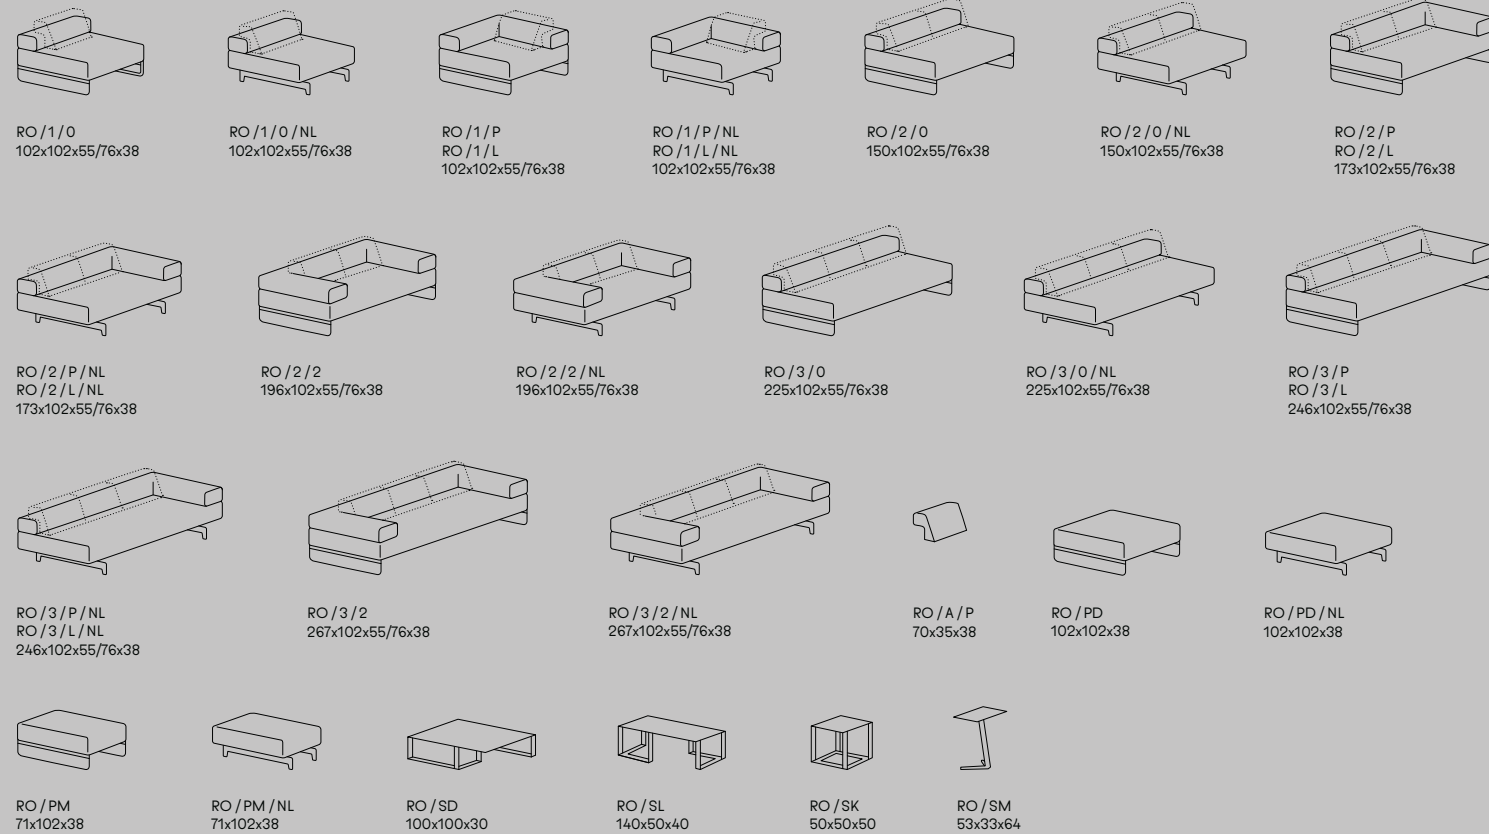 RO / 1 / 0
102x102x55/76x38
RO / 1 / 0 / NL
102x102x55/76x38
RO / 1 / P
RO / 1 / L
102x102x55/76x38
RO / 1 / P / NL
RO / 1 / L / NL
102x102x55/76x38
RO / 2 / 0
150x102x55/76x38
RO / 2 / 0 / NL
150x102x55/76x38
RO / 2 / P
RO / 2 / L
173x102x55/76x38
RO / 2 / P / NL
RO / 2 / L / NL
173x102x55/76x38
RO / 2 / 2
196x102x55/76x38
RO / 2 / 2 / NL
196x102x55/76x38
RO / 3 / 0
225x102x55/76x38
RO / 3 / 0 / NL
225x102x55/76x38
RO / 3 / P
RO / 3 / L
246x102x55/76x38
RO / 3 / P / NL
RO / 3 / L / NL
246x102x55/76x38
RO / 3 / 2
267x102x55/76x38
RO / 3 / 2 / NL
267x102x55/76x38
RO / A / P
70x35x38
RO / PD
102x102x38
RO / PD / NL
102x102x38
RO / PM
71x102x38
RO / PM / NL
71x102x38
RO / SD
100x100x30
RO / SL
140x50x40
RO / SK
50x50x50
RO / SM
53x33x64